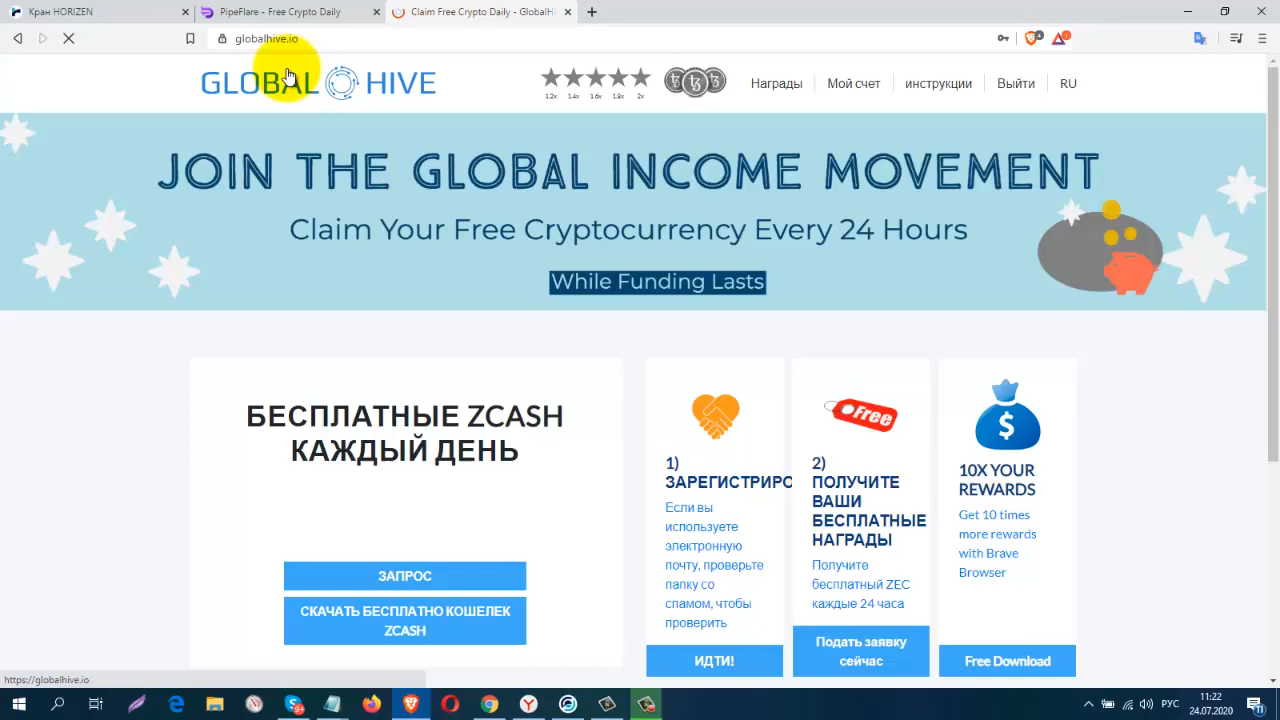 Кран HORIZEN
PipeFlare - Free Crypto Daily
Claim Free Crypto Daily - GlobalHi
globalhive.io
GLOBAL HIVE
1.2x 1.4x 1.6x 1.8x 2x
Награды
Мой счет
инструкции
Выйти
RU
JOIN THE GLOBAL INCOME MOVEMENT
Claim Your Free Cryptocurrency Every 24 Hours
While Funding Lasts
БЕСПЛАТНЫЕ ZCASH
КАЖДЫЙ ДЕНЬ
ЗАПРОС
СКАЧАТЬ БЕСПЛАТНО КОШЕЛЕК
ZCASH
1)
ЗАРЕГИСТРИРО
Если вы
используете
электронную
почту, проверьте
папку со
спамом, чтобы
проверить
ИДТИ!
Free
2)
ПОЛУЧИТЕ
ВАШИ
БЕСПЛАТНЫЕ
НАГРАДЫ
Получите
бесплатный ZEC
каждые 24 часа
Подать заявку
сейчас
$
10X YOUR
REWARDS
Get 10 times
more rewards
with Brave
Browser
Free Download
https://globalhive.io
РУС
11:22
24.07.2020